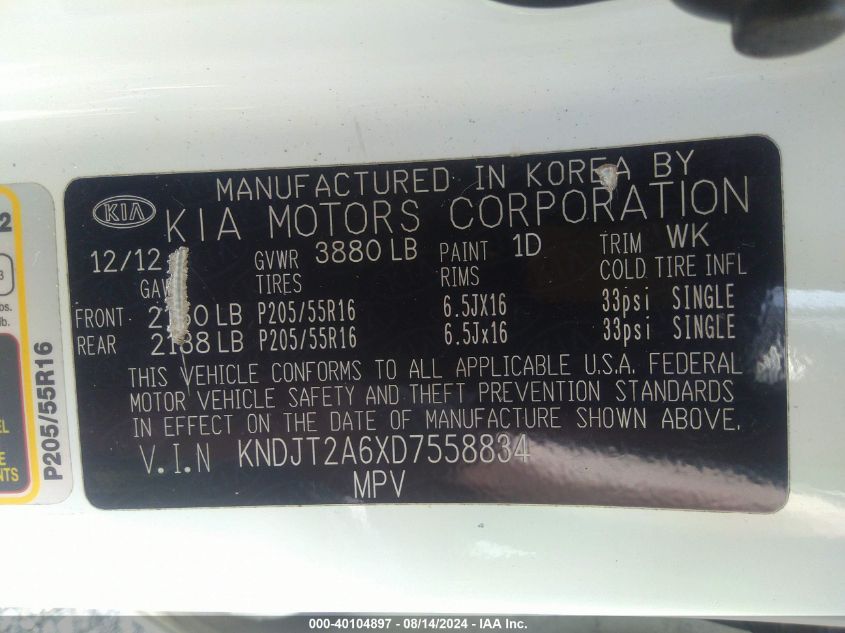 MANUFACTURED IN KOREA BY
KIA KIA MOTORS CORPORATION
12/12 GVWR 3880 LB PAINT 1D TRIM WK
TIRES RIMS COLD TIRE INFL
FRONT LB P205/55R16 6.5JX16 33psi SINGLE
REAR 2188 LB P205/55R16 6.5Jx16 33psi SINGLE
THIS VEHICLE CONFORMS TO ALL APPLICABLE U.S.A. FEDERAL
MOTOR VEHICLE SAFETY AND THEFT PREVENTION STANDARDS
IN EFFECT ON THE DATE OF MANUFACTURE SHOWN ABOVE.
V.I.N KNDJT2A6XD7558834
MPV
P205/55R16
000-40104897 - 08/14/2024 - IAA Inc.